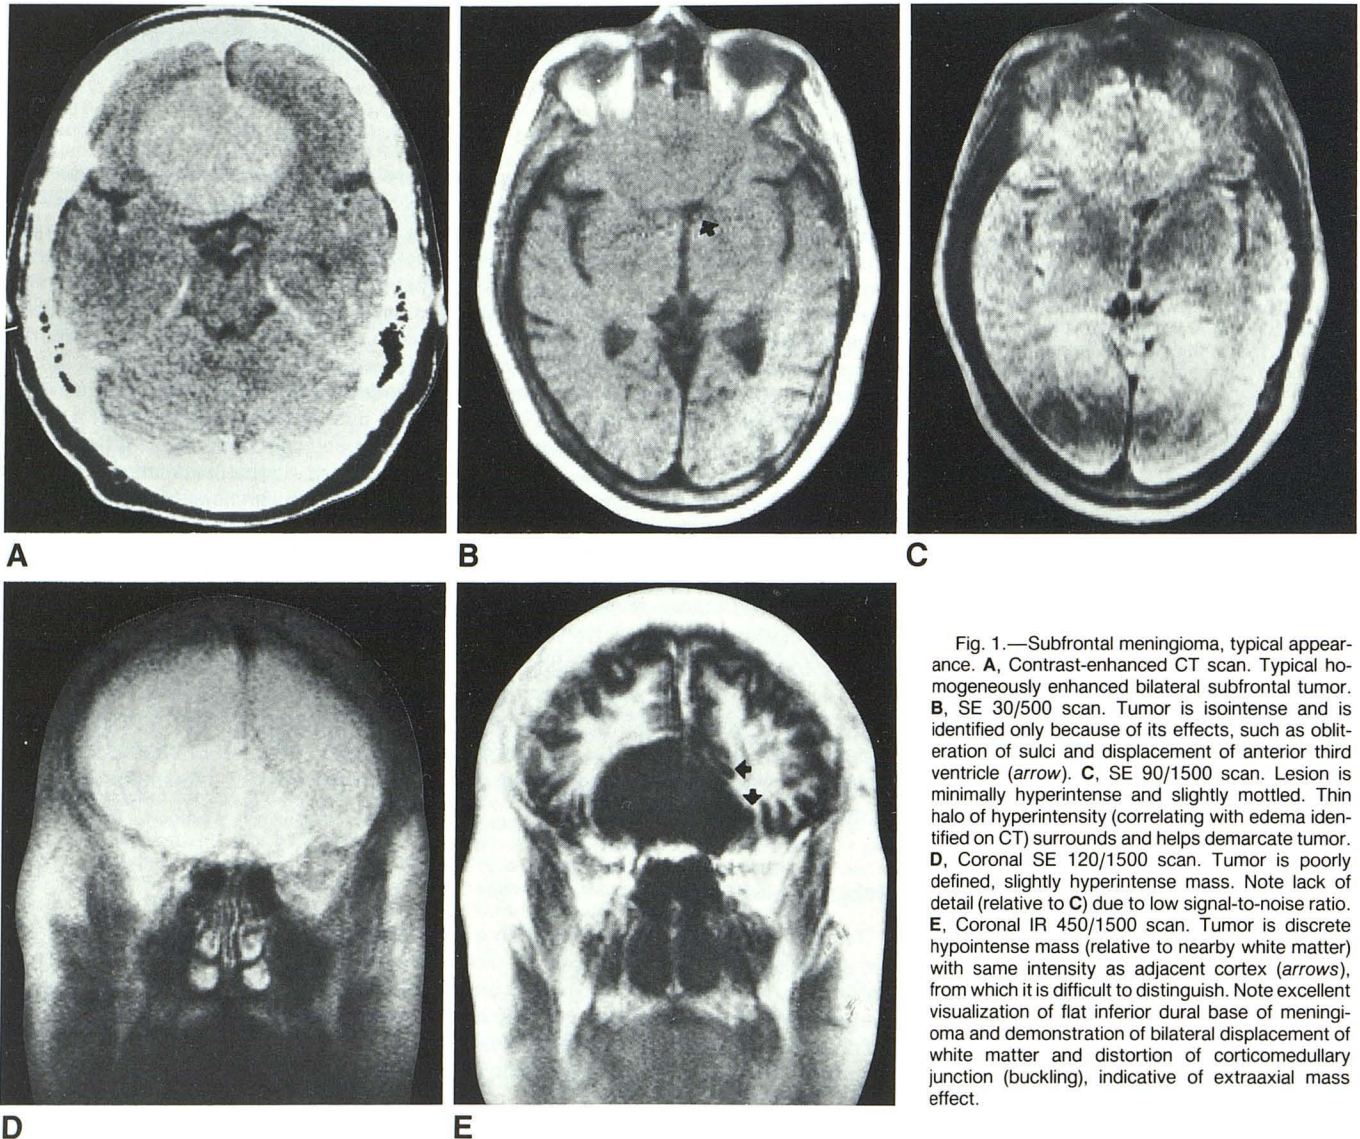 A
B
C
D
E
Fig. 1.—Subfrontal meningioma, typical appear-
ance. A, Contrast-enhanced CT scan. Typical ho-
mogeneously enhanced bilateral subfrontal tumor.
B, SE 30/500 scan. Tumor is isointense and is
identified only because of its effects, such as oblit-
eration of sulci and displacement of anterior third
ventricle (arrow). C, SE 90/1500 scan. Lesion is
minimally hyperintense and slightly mottled. Thin
halo of hyperintensity (correlating with edema iden-
tified on CT) surrounds and helps demarcate tumor.
D, Coronal SE 120/1500 scan. Tumor is poorly
defined, slightly hyperintense mass. Note lack of
detail (relative to C) due to low signal-to-noise ratio.
E, Coronal IR 450/1500 scan. Tumor is discrete
hypointense mass (relative to nearby white matter)
with same intensity as adjacent cortex (arrows),
from which it is difficult to distinguish. Note excellent
visualization of flat inferior dural base of meningi-
oma and demonstration of bilateral displacement of
white matter and distortion of corticomedullary
junction (buckling), indicative of extraaxial mass
effect.